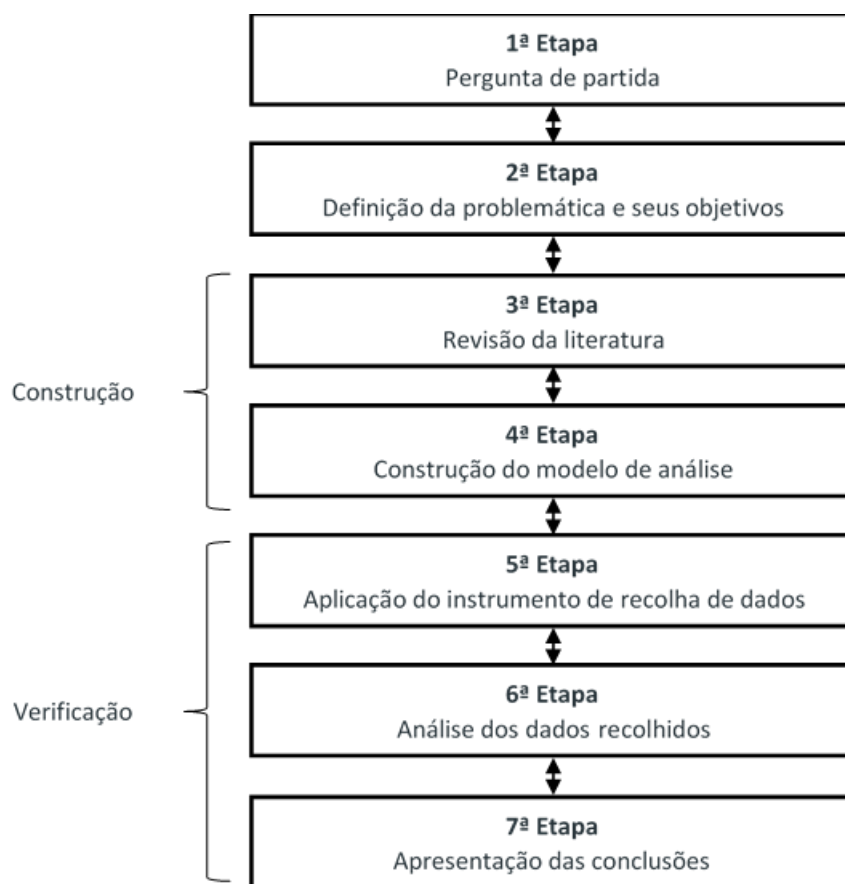 1ª Etapa
Pergunta de partida
2ª Etapa
Definição da problemática e seus objetivos
3ª Etapa
Revisão da literatura
Construção
4ª Etapa
Construção do modelo de análise
5ª Etapa
Aplicação do instrumento de recolha de dados
6ª Etapa
Verificação
Análise dos dados recolhidos
7ª Etapa
Apresentação das conclusões